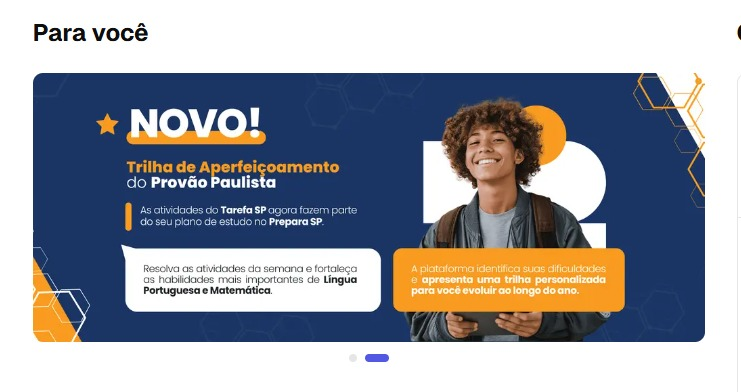 Para você
NOVO!
Trilha de Aperfeiçoamento
do Provão Paulista
As atividades do Tarefa SP agora fazem parte
do seu plano de estudo no Prepara SP.
Resolva as atividades da semana e fortaleça
as habilidades mais importantes de Língua
Portuguesa e Matemática.
A plataforma identifica suas dificuldades
e apresenta uma trilha personalizada
para você evoluir ao longo do ano.